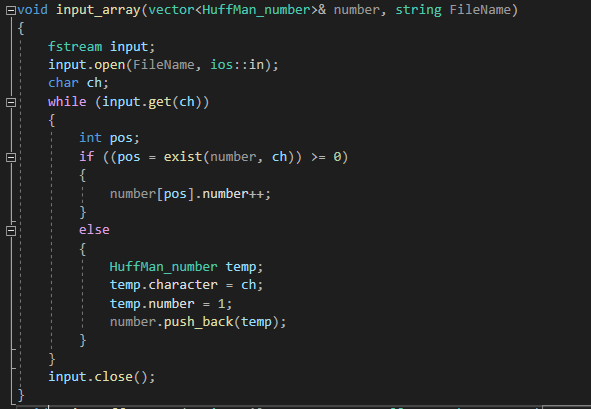 void input_array(vector<HuffMan_number>& number, string FileName)
{
fstream input;
input.open(FileName, ios::in);
char ch;
while (input.get(ch))
{
int pos;
if ((pos = exist(number, ch)) >= 0)
{
number[pos].number++;
}
else
{
HuffMan_number temp;
temp.character = ch;
temp.number = 1;
number.push_back(temp);
}
}
input.close();
}